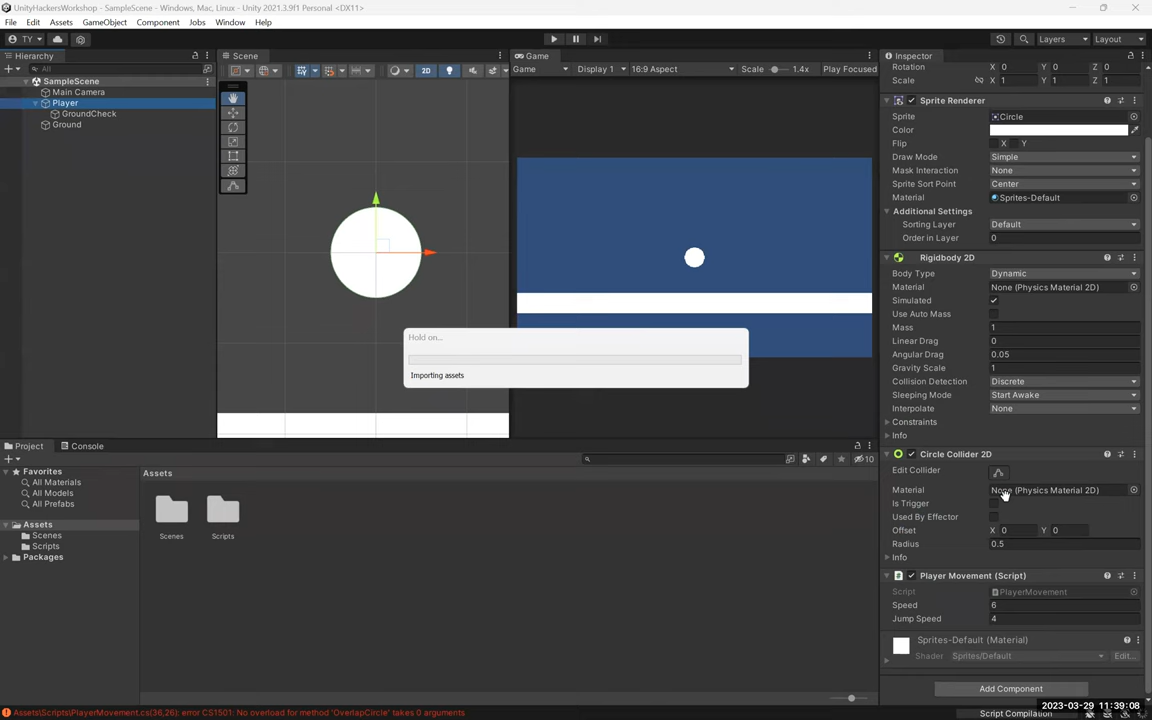 UnityHackersWorkshop - SampleScene - Windows, Mac, Linux - Unity 2021.3.9f1 Personal <DX11>
File Edit Assets GameObject Component Jobs Window Help
TY Layers Layout
Hierarchy Scene Game Inspector
All 2D Game Display 1 16:9 Aspect Scale 1.4x Play Focused
SampleScene
Main Camera
Player
GroundCheck
Ground
Rotation X 0 Y 0 Z 0
Scale X 1 Y 1 Z 1
Sprite Renderer
Sprite Circle
Color
Flip X Y
Draw Mode Simple
Mask Interaction None
Sprite Sort Point Center
Material Sprites-Default
Additional Settings
Sorting Layer Default
Order in Layer 0
Rigidbody 2D
Body Type Dynamic
Material None (Physics Material 2D)
Simulated
Use Auto Mass
Mass 1
Linear Drag 0
Angular Drag 0.05
Gravity Scale 1
Collision Detection Discrete
Sleeping Mode Start Awake
Interpolate None
Constraints
Info
Hold on...
Importing assets
Circle Collider 2D
Edit Collider
Material None (Physics Material 2D)
Is Trigger
Used By Effector
Offset X 0 Y 0
Radius 0.5
Info
Player Movement (Script)
Script PlayerMovement
Speed 6
Jump Speed 4
Sprites-Default (Material)
Shader Sprites/Default Edit...
Add Component
Project Console
10
Favorites
All Materials
All Models
All Prefabs
Assets
Scenes
Scripts
Packages
Assets
Scenes Scripts
Assets\Scripts\PlayerMovement.cs(36,26): error CS1501: No overload for method 'OverlapCircle' takes 0 arguments
2023-03-29 11:39:08
Script Compilation